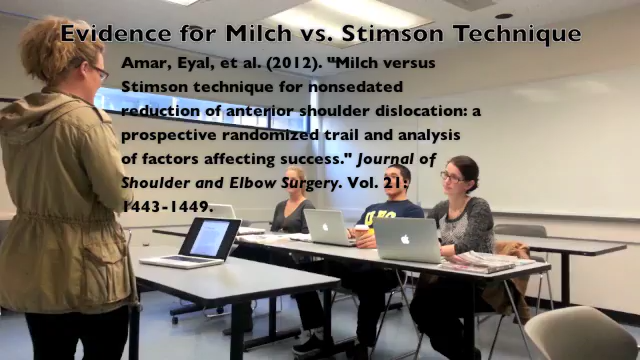 Evidence for Milch vs. Stimson Technique
Amar, Eyal, et al. (2012). "Milch versus
Stimson technique for nonsedated
reduction of anterior shoulder dislocation: a
prospective randomized trail and analysis
of factors affecting success." Journal of
Shoulder and Elbow Surgery. Vol. 21:
1443-1449.